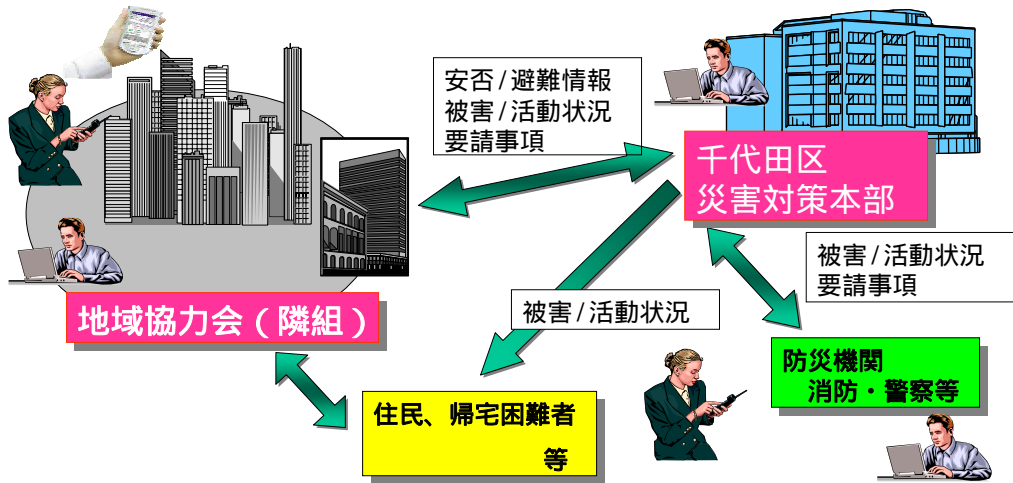 安否/避難情報
被害/活動状況
要請事項
千代田区
災害対策本部
被害/活動状況
要請事項
地域協力会(隣組)
被害/活動状況
防災機関
消防・警察等
住民、帰宅困難者
等